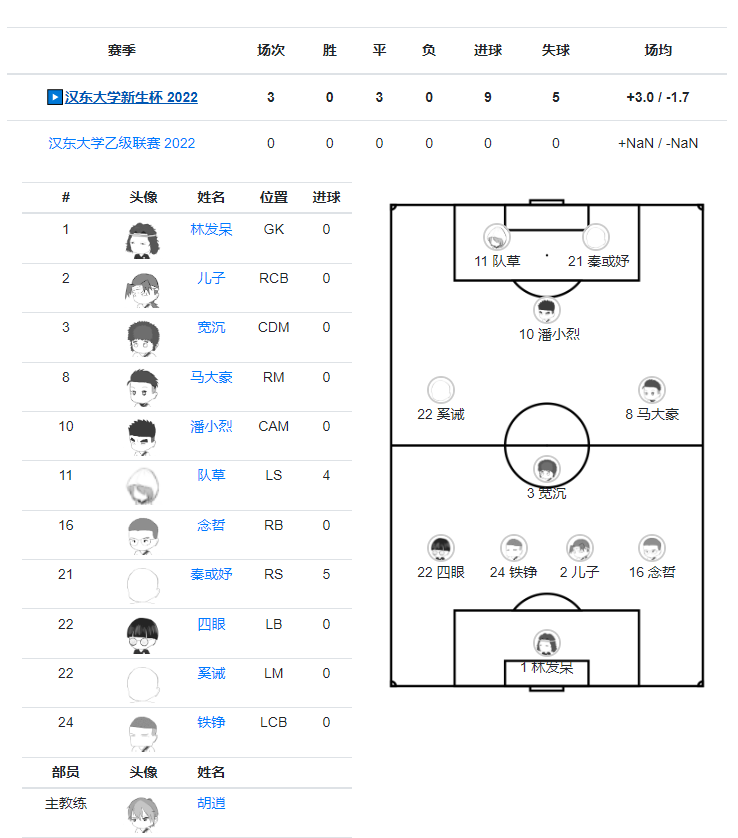 赛季 场次 胜 平 负 进球 失球 场均
汉东大学新生杯 2022 3 0 3 0 9 5 +3.0 / -1.7
汉东大学乙级联赛 2022 0 0 0 0 0 0 +NaN / -NaN
# 头像 姓名 位置 进球
1 林发呆 GK 0
2 儿子 RCB 0
3 宽沉 CDM 0
8 马大豪 RM 0
10 潘小烈 CAM 0
11 队草 LS 4
16 念哲 RB 0
21 秦或妤 RS 5
22 四眼 LB 0
22 奚诫 LM 0
24 铁铮 LCB 0
部员 头像 姓名
主教练 胡逍
11 队草 21 秦或妤
10 潘小烈
22 奚诫 8 马大豪
3 宽沉
22 四眼 24 铁铮 2 儿子 16 念哲
1 林发呆